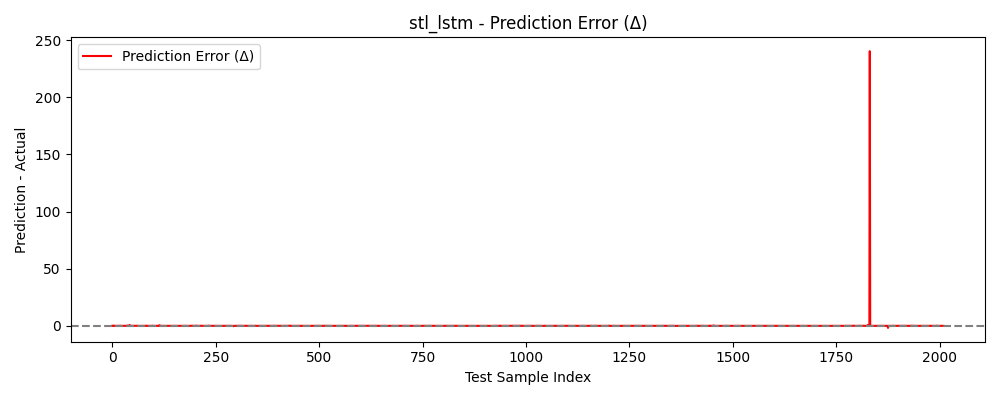 stl_lstm - Prediction Error (Δ)
Prediction Error (Δ)
Prediction - Actual
250
200
150
100
50
0
0 250 500 750 1000 1250 1500 1750 2000
Test Sample Index